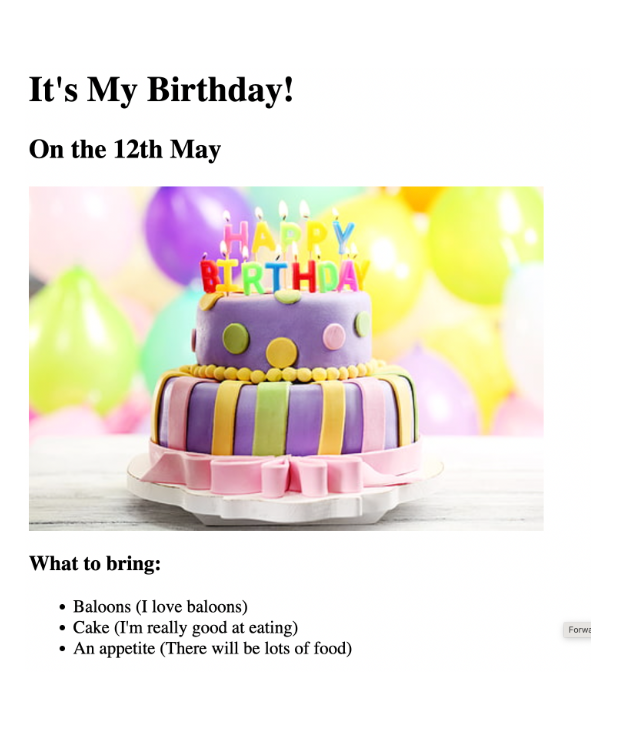 It's My Birthday!
On the 12th May
HAPPY
BIRTHDAY
What to bring:
Baloons (I love baloons)
Cake (I'm really good at eating)
An appetite (There will be lots of food)